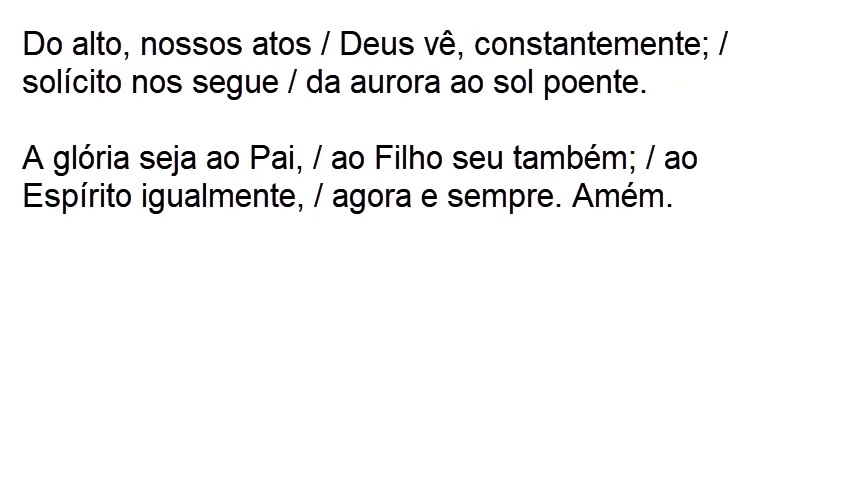 Do alto, nossos atos / Deus vê, constantemente; /
solícito nos segue / da aurora ao sol poente.
A glória seja ao Pai, / ao Filho seu também; / ao
Espírito igualmente, / agora e sempre. Amém.